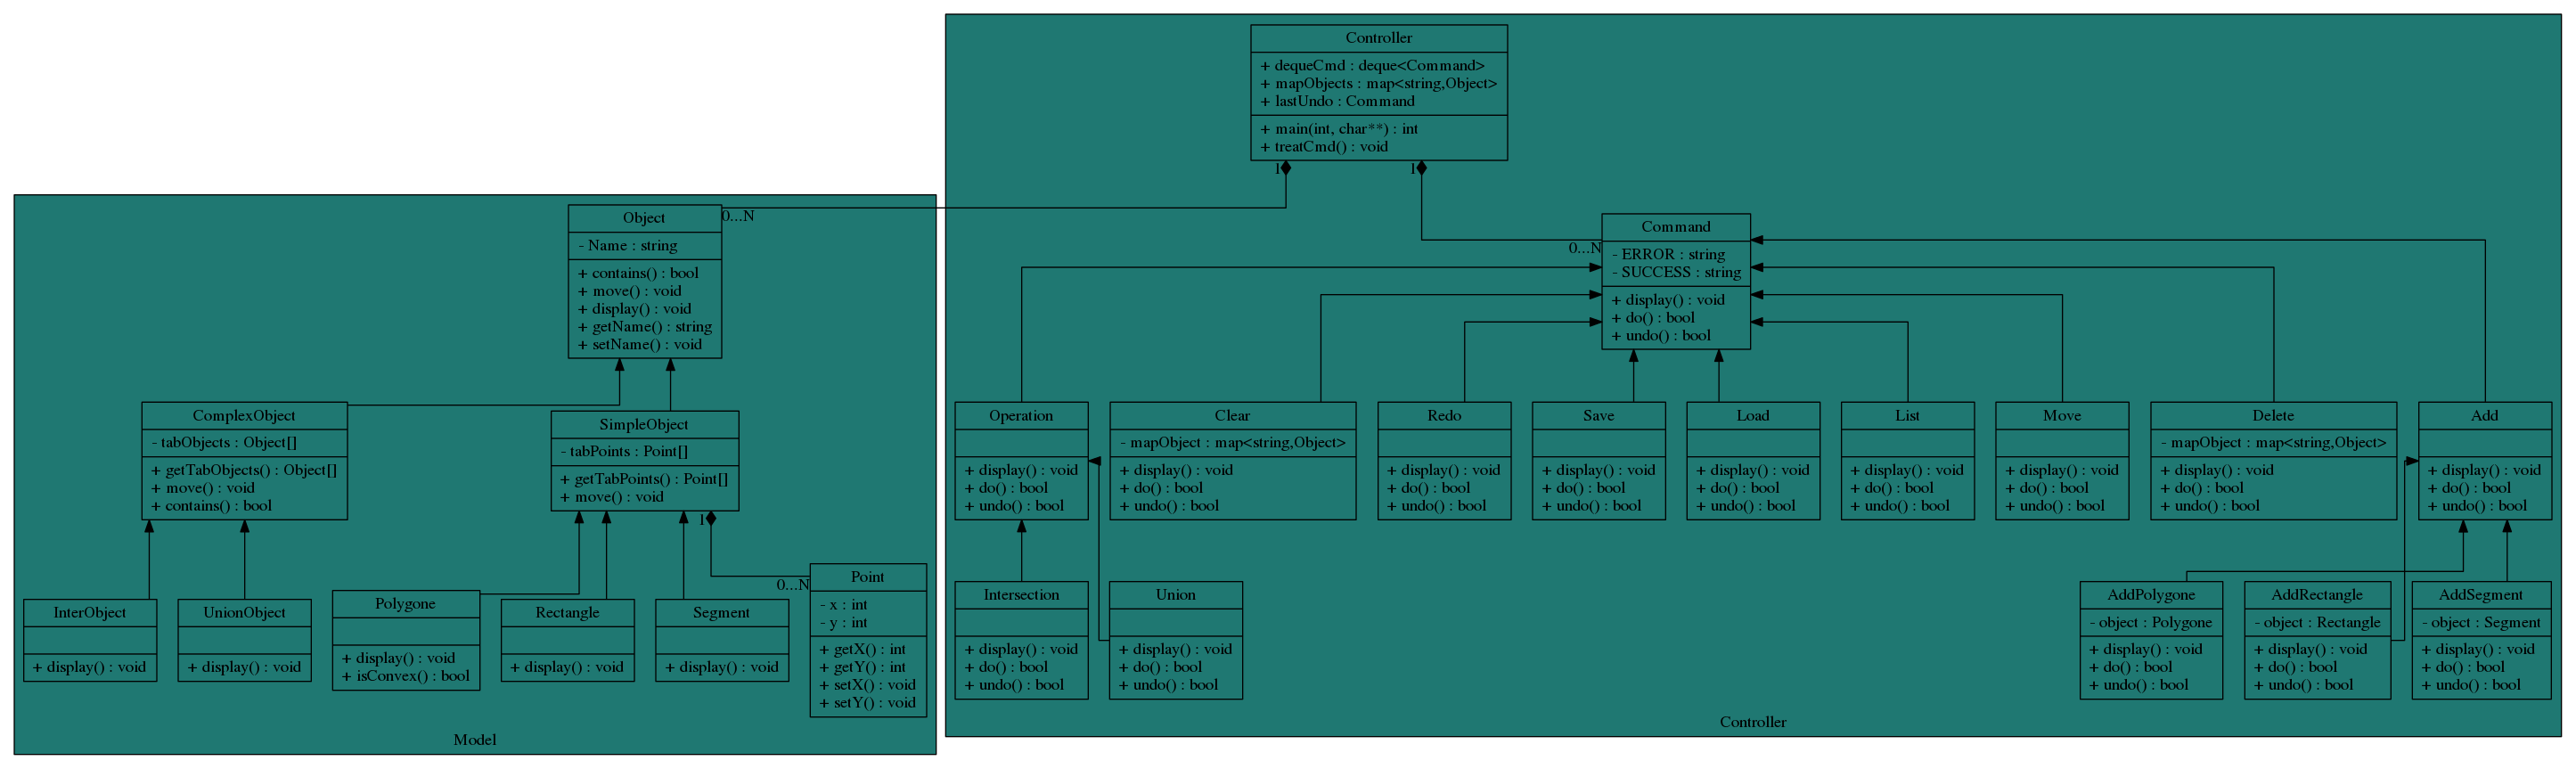 Controller
+ dequeCmd : deque<Command>
+ mapObjects : map<string,Object>
+ lastUndo : Command
+ main(int, char**) : int
+ treatCmd() : void
1
1
0...N
Object
- Name : string
+ contains() : bool
+ move() : void
+ display() : void
+ getName() : string
+ setName() : void
0...N
Command
- ERROR : string
- SUCCESS : string
+ display() : void
+ do() : bool
+ undo() : bool
ComplexObject
- tabObjects : Object[]
+ getTabObjects() : Object[]
+ move() : void
+ contains() : bool
SimpleObject
- tabPoints : Point[]
+ getTabPoints() : Point[]
+ move() : void
1
0...N
InterObject
+ display() : void
UnionObject
+ display() : void
Polygone
+ display() : void
+ isConvex() : bool
Rectangle
+ display() : void
Segment
+ display() : void
Point
- x : int
- y : int
+ getX() : int
+ getY() : int
+ setX() : void
+ setY() : void
Model
Operation
+ display() : void
+ do() : bool
+ undo() : bool
Clear
- mapObject : map<string,Object>
+ display() : void
+ do() : bool
+ undo() : bool
Redo
+ display() : void
+ do() : bool
+ undo() : bool
Save
+ display() : void
+ do() : bool
+ undo() : bool
Load
+ display() : void
+ do() : bool
+ undo() : bool
List
+ display() : void
+ do() : bool
+ undo() : bool
Move
+ display() : void
+ do() : bool
+ undo() : bool
Delete
- mapObject : map<string,Object>
+ display() : void
+ do() : bool
+ undo() : bool
Add
+ display() : void
+ do() : bool
+ undo() : bool
Intersection
+ display() : void
+ do() : bool
+ undo() : bool
Union
+ display() : void
+ do() : bool
+ undo() : bool
AddPolygone
- object : Polygone
+ display() : void
+ do() : bool
+ undo() : bool
AddRectangle
- object : Rectangle
+ display() : void
+ do() : bool
+ undo() : bool
AddSegment
- object : Segment
+ display() : void
+ do() : bool
+ undo() : bool
Controller